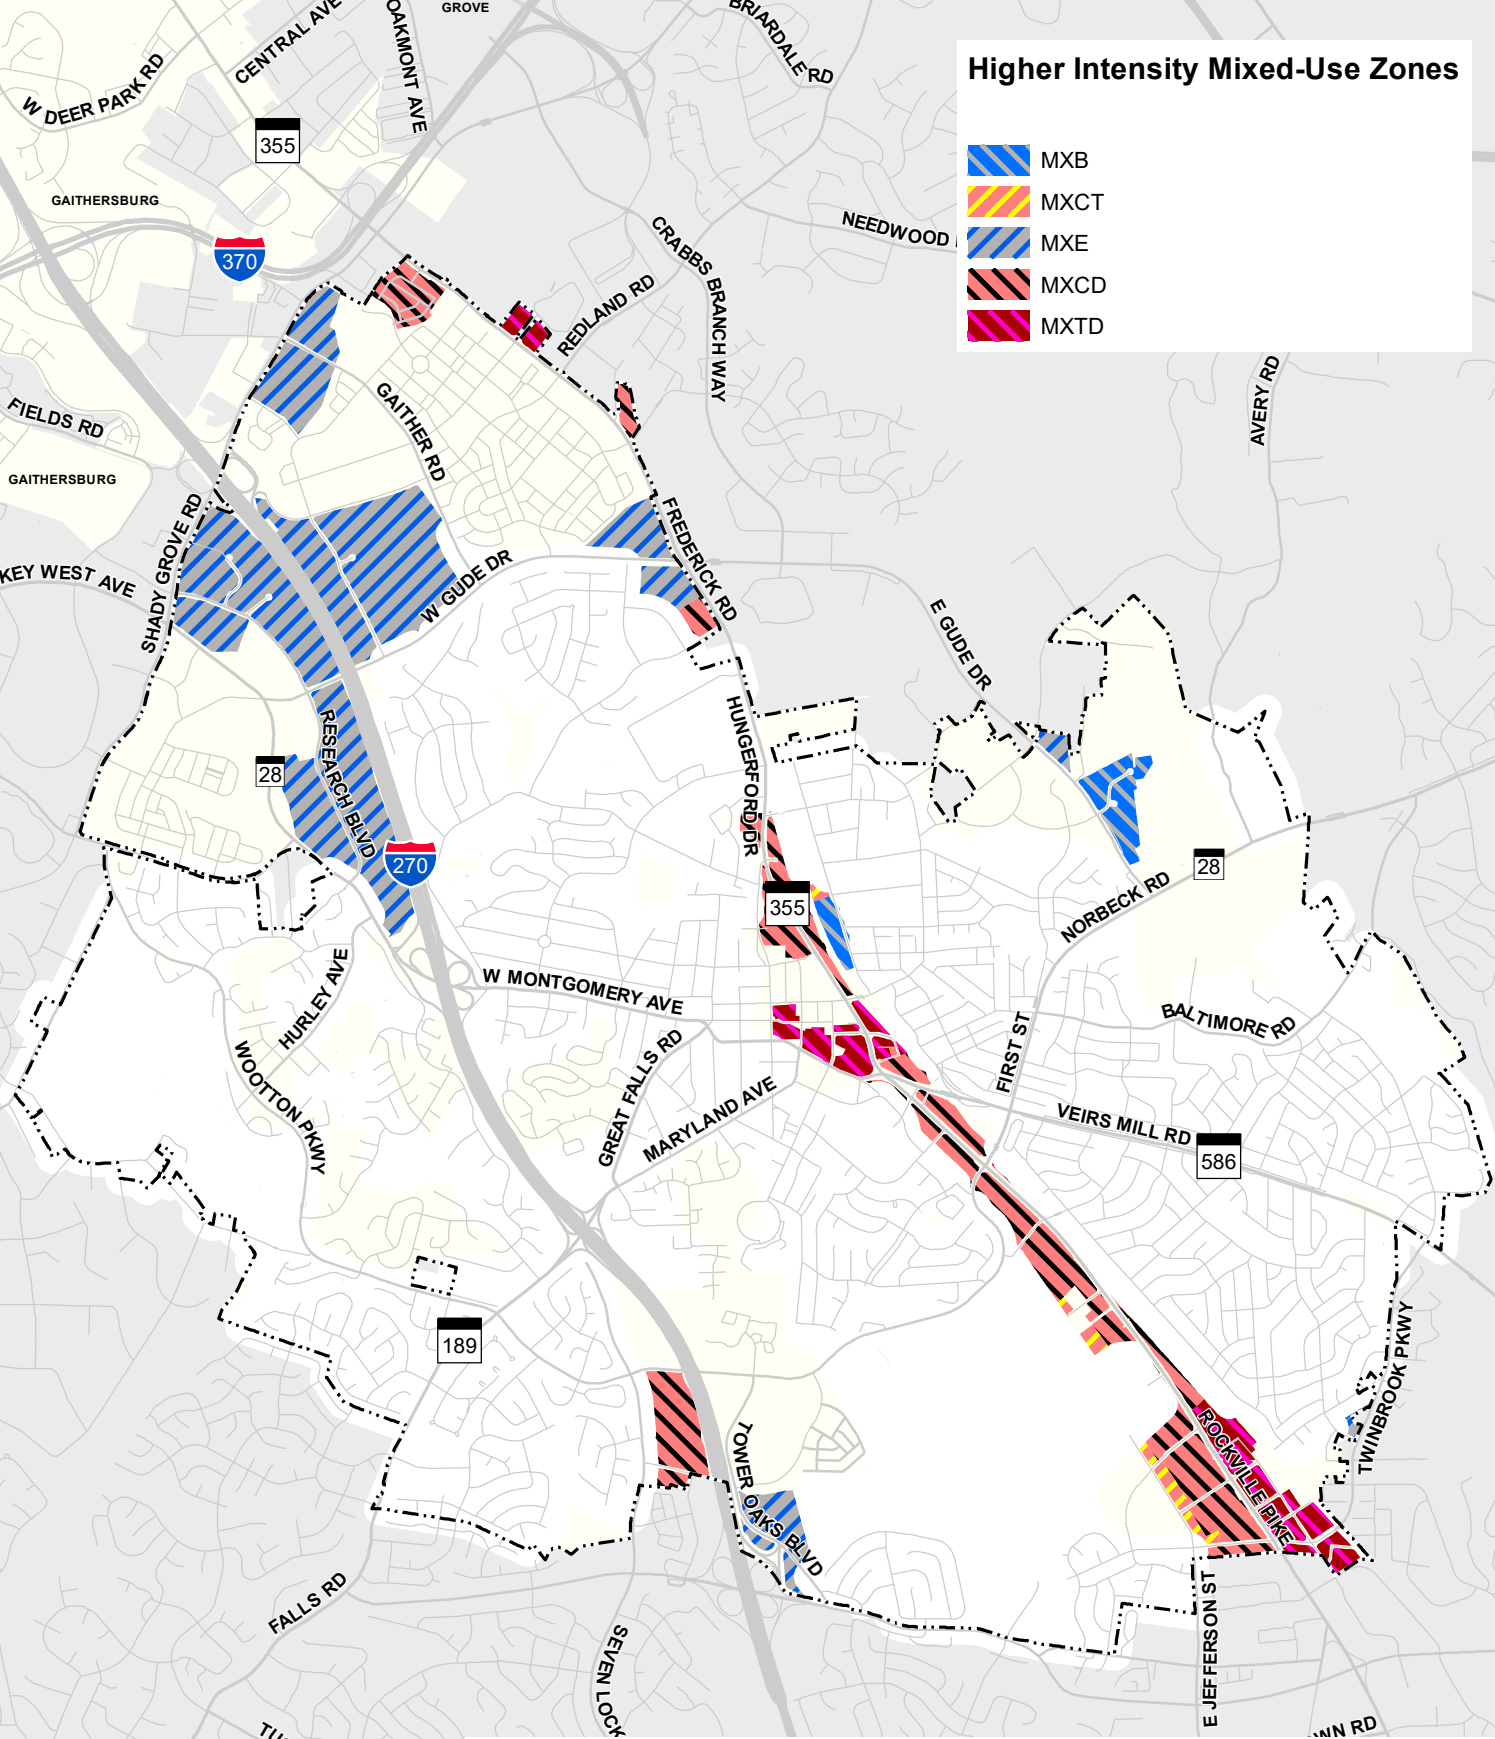 GROVE
CENTRAL AVE
OAKMONT AVE
BRIARDALE RD
W DEER PARK RD
355
Higher Intensity Mixed-Use Zones
MXB
MXCT
MXE
MXCD
MXTD
GAITHERSBURG
370
NEEDWOOD
CRABBS BRANCH WAY
REDLAND RD
AVERY RD
FIELDS RD
GAITHER RD
GAITHERSBURG
SHADY GROVE RD
FREDERICK RD
KEY WEST AVE
W GUDE DR
E GUDE DR
HUNGERFORD DR
RESEARCH BLVD
28
270
355
28
NORBECK RD
W MONTGOMERY AVE
HURLEY AVE
WOOTTON PKWY
GREAT FALLS RD
MARYLAND AVE
FIRST ST
BALTIMORE RD
VEIRS MILL RD
586
189
TWINBROOK PKWY
ROCKVILLE PIKE
TOWER OAKS BLVD
FALLS RD
SEVEN LOCK
E JEFFERSON ST
WN RD